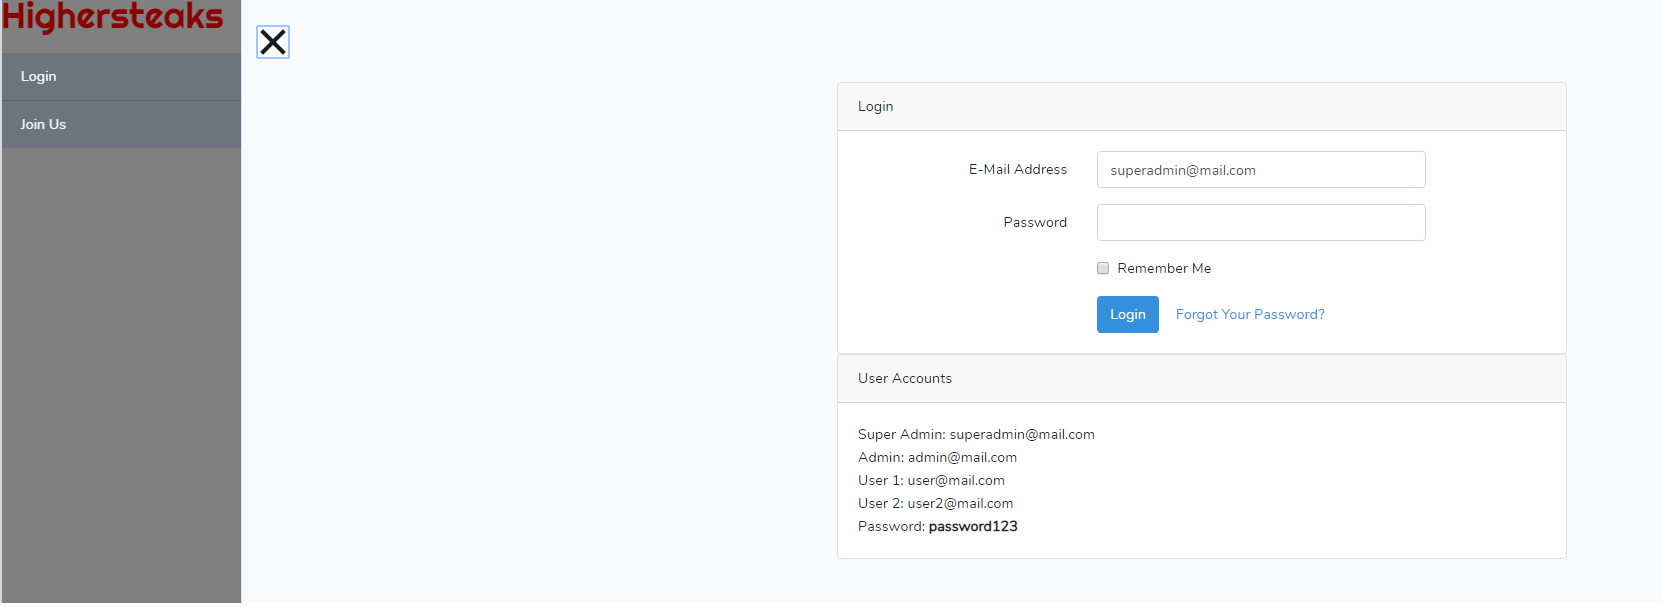 Highersteaks
Login
Join Us
Login
E-Mail Address
superadmin@mail.com
Password
Remember Me
Login
Forgot Your Password?
User Accounts
Super Admin: superadmin@mail.com
Admin: admin@mail.com
User 1: user@mail.com
User 2: user2@mail.com
Password: password123